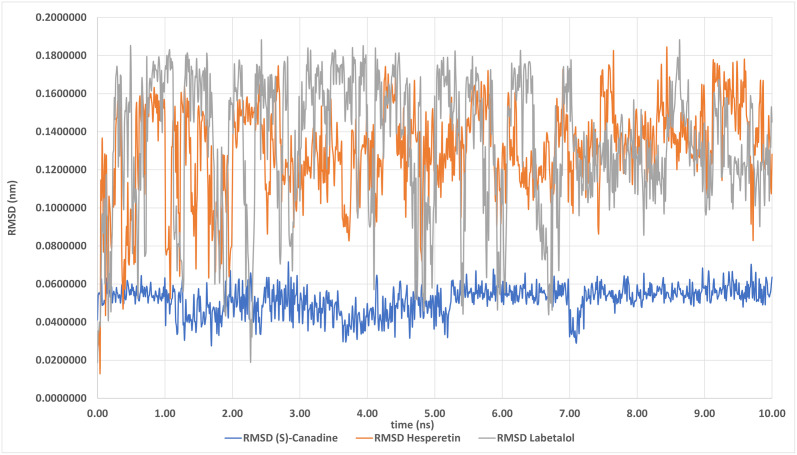 0.2000000
0.1800000
0.1600000
0.1400000
0.1200000
0.1000000
0.0800000
0.0600000
0.0400000
0.0200000
0.0000000
RMSD (nm)
0.00 1.00 2.00 3.00 4.00 5.00 6.00 7.00 8.00 9.00 10.00
time (ns)
RMSD (S)-Canadine RMSD Hesperetin RMSD Labetalol